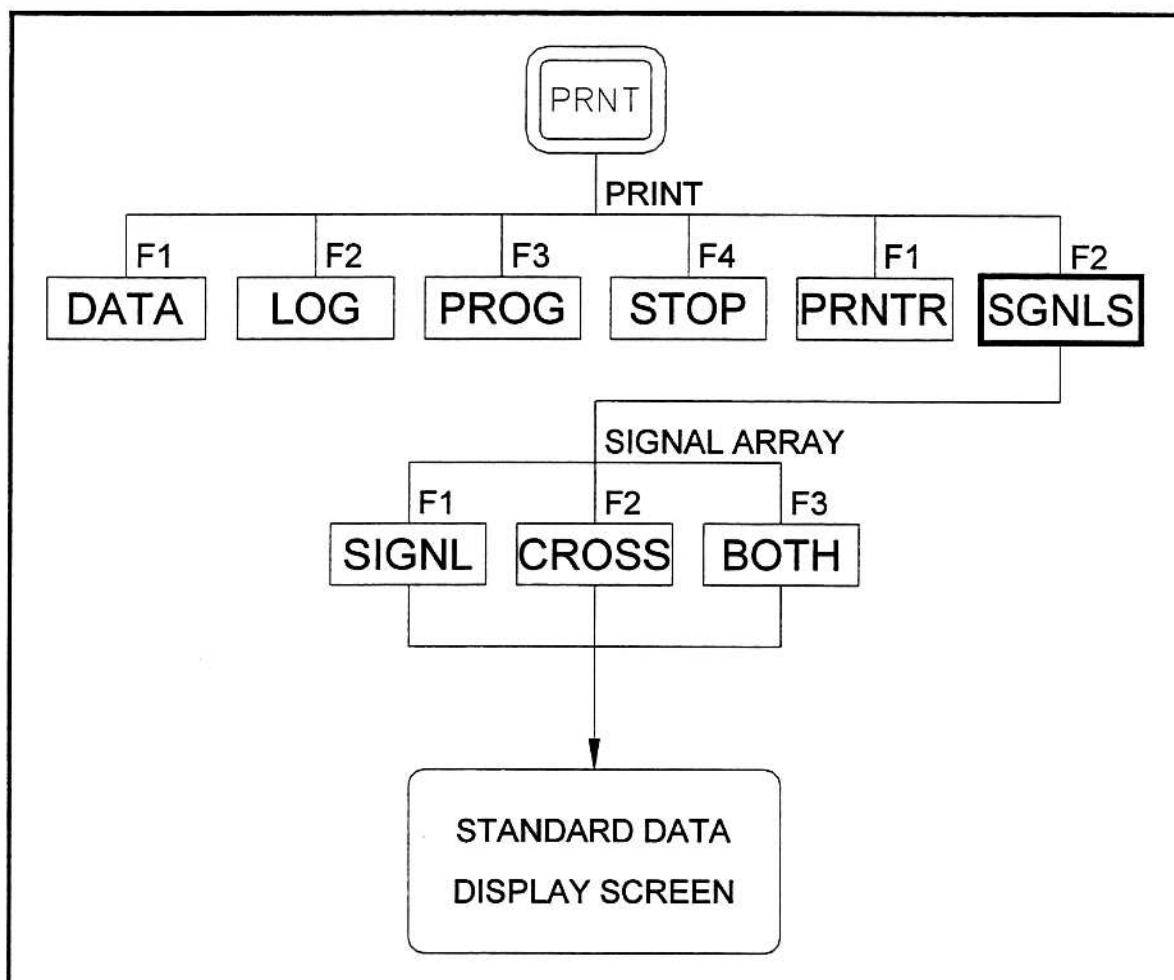 PRNT
PRINT
F1 F2 F3 F4 F1 F2
DATA LOG PROG STOP PRNTR SGNLS
SIGNAL ARRAY
F1 F2 F3
SIGNL CROSS BOTH
STANDARD DATA
DISPLAY SCREEN